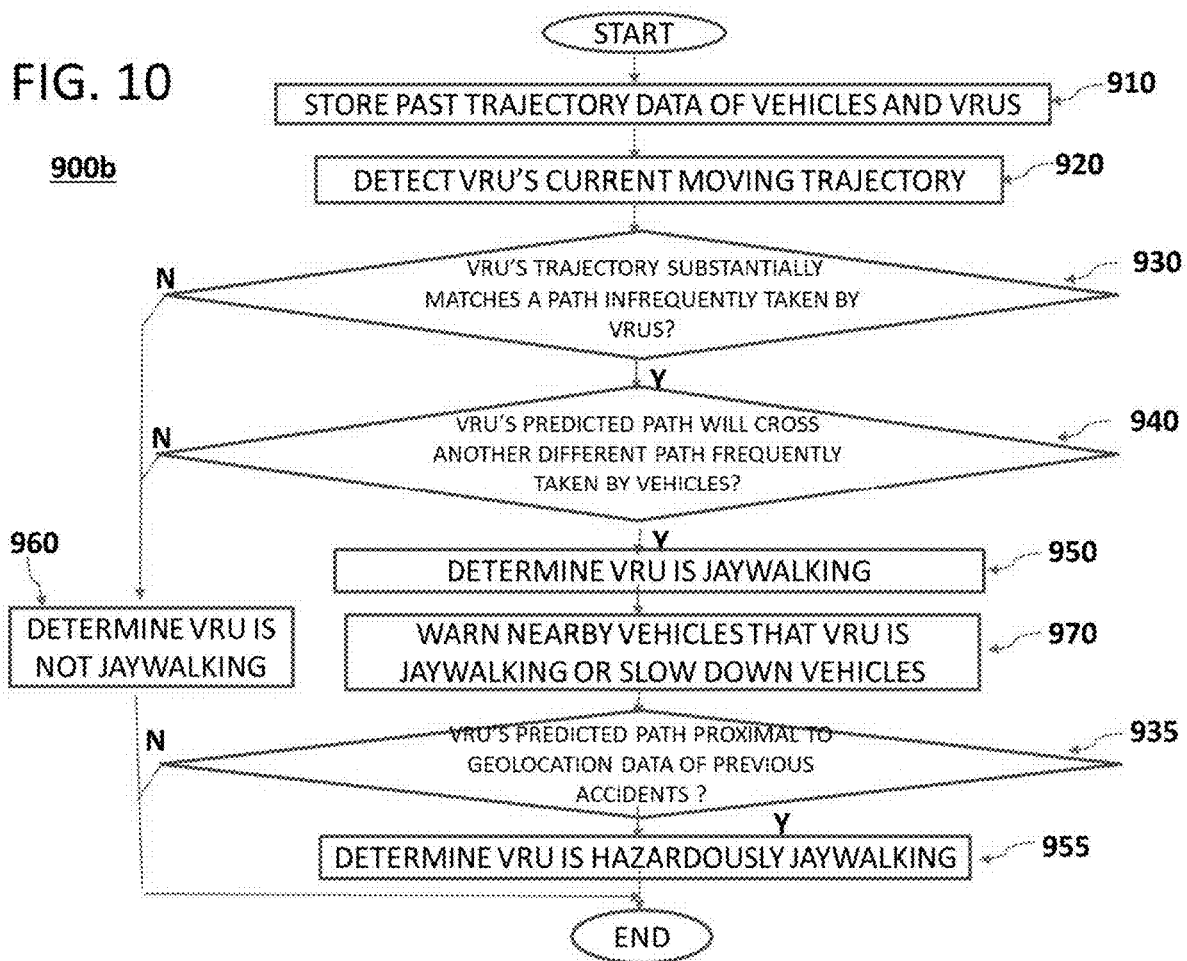 START
FIG. 10
910
STORE PAST TRAJECTORY DATA OF VEHICLES AND VRUS
900b
920
DETECT VRU'S CURRENT MOVING TRAJECTORY
N
930
VRU'S TRAJECTORY SUBSTANTIALLY
MATCHES A PATH INFREQUENTLY TAKEN BY
VRUS?
Y
N
940
VRU'S PREDICTED PATH WILL CROSS
ANOTHER DIFFERENT PATH FREQUENTLY
TAKEN BY VEHICLES?
Y
960
950
DETERMINE VRU IS JAYWALKING
DETERMINE VRU IS
NOT JAYWALKING
970
WARN NEARBY VEHICLES THAT VRU IS
JAYWALKING OR SLOW DOWN VEHICLES
N
935
VRU'S PREDICTED PATH PROXIMAL TO
GEOLOCATION DATA OF PREVIOUS
ACCIDENTS ?
Y
955
DETERMINE VRU IS HAZARDOUSLY JAYWALKING
END